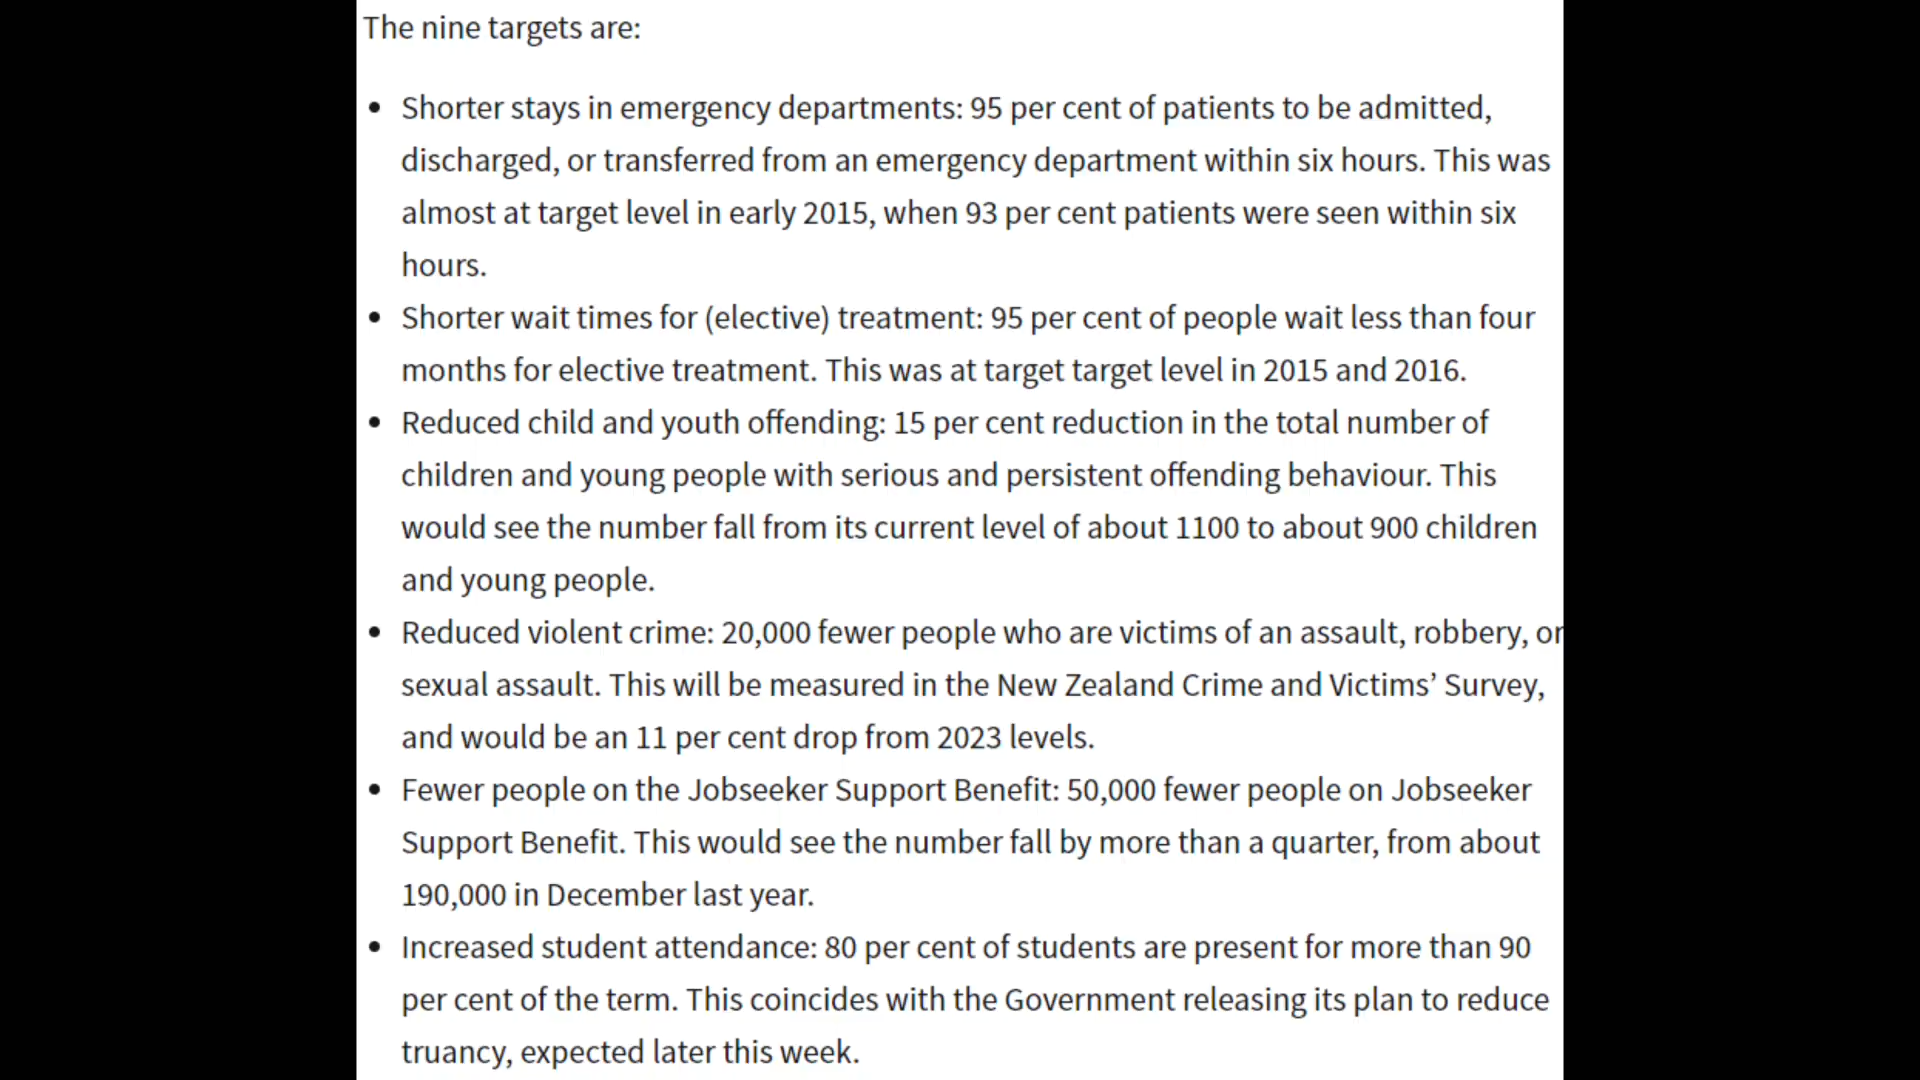 The nine targets are:
• Shorter stays in emergency departments: 95 per cent of patients to be admitted,
discharged, or transferred from an emergency department within six hours. This was
almost at target level in early 2015, when 93 per cent patients were seen within six
hours.
• Shorter wait times for (elective) treatment: 95 per cent of people wait less than four
months for elective treatment. This was at target target level in 2015 and 2016.
• Reduced child and youth offending: 15 per cent reduction in the total number of
children and young people with serious and persistent offending behaviour. This
would see the number fall from its current level of about 1100 to about 900 children
and young people.
• Reduced violent crime: 20,000 fewer people who are victims of an assault, robbery, or
sexual assault. This will be measured in the New Zealand Crime and Victims’ Survey,
and would be an 11 per cent drop from 2023 levels.
• Fewer people on the Jobseeker Support Benefit: 50,000 fewer people on Jobseeker
Support Benefit. This would see the number fall by more than a quarter, from about
190,000 in December last year.
• Increased student attendance: 80 per cent of students are present for more than 90
per cent of the term. This coincides with the Government releasing its plan to reduce
truancy, expected later this week.